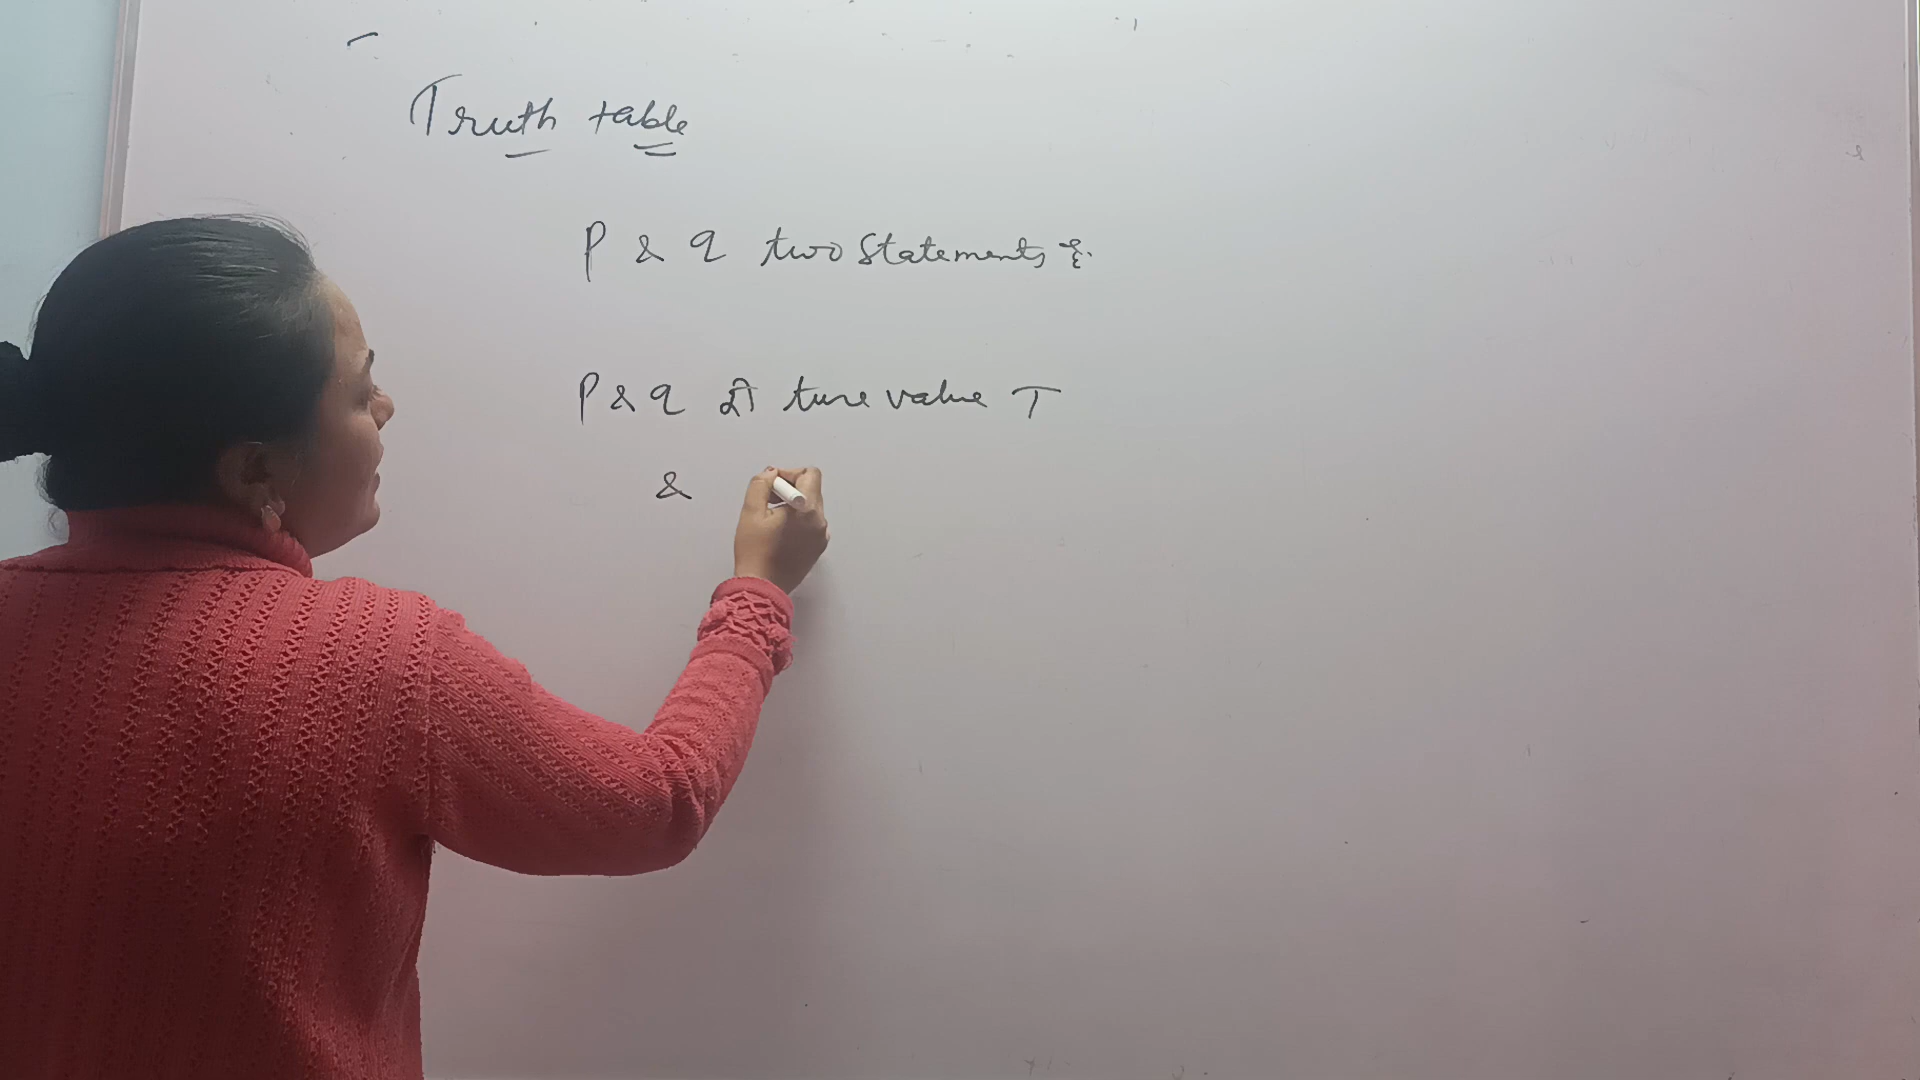 Truth table
P & q two statements हैं.
P & q की ture value T
&